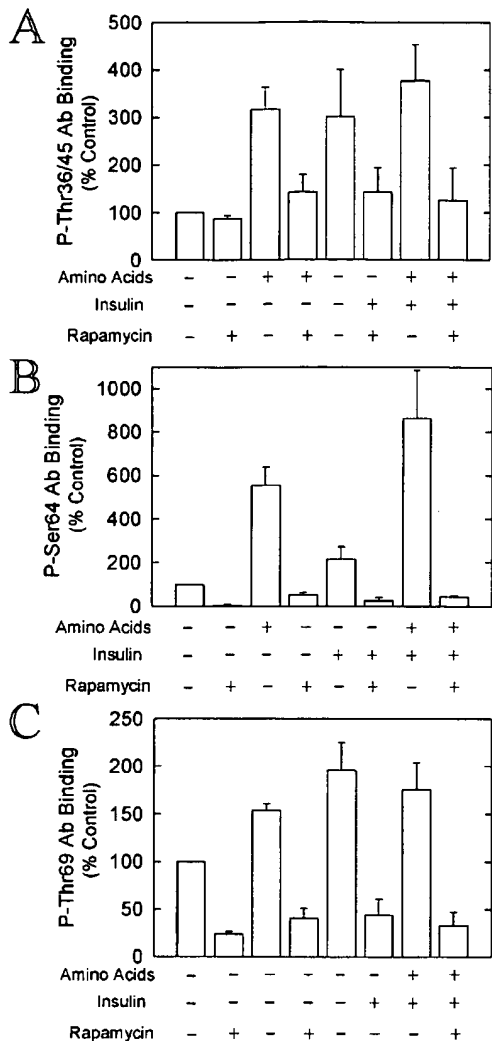 A
P-Thr36/45 Ab Binding
(% Control)
500
400
300
200
100
0
Amino Acids − − + + − − + +
Insulin − − − − − + + +
Rapamycin − + − + − + − +
B
P-Ser64 Ab Binding
(% Control)
1000
800
600
400
200
0
Amino Acids − − + − − − + +
Insulin − − − − + + + +
Rapamycin − + − + − + − +
C
P-Thr69 Ab Binding
(% Control)
250
200
150
100
50
0
Amino Acids − − − − − − + +
Insulin − − − − − + + +
Rapamycin − + − + − + − +